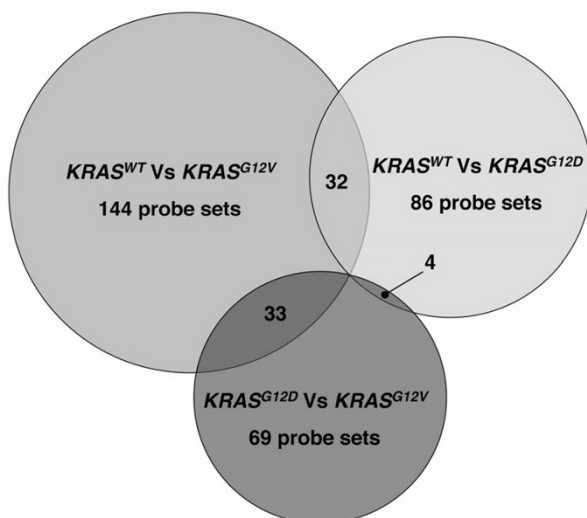 KRAS^WT Vs KRAS^G12V
144 probe sets
32
KRAS^WT Vs KRAS^G12D
86 probe sets
4
33
KRAS^G12D Vs KRAS^G12V
69 probe sets